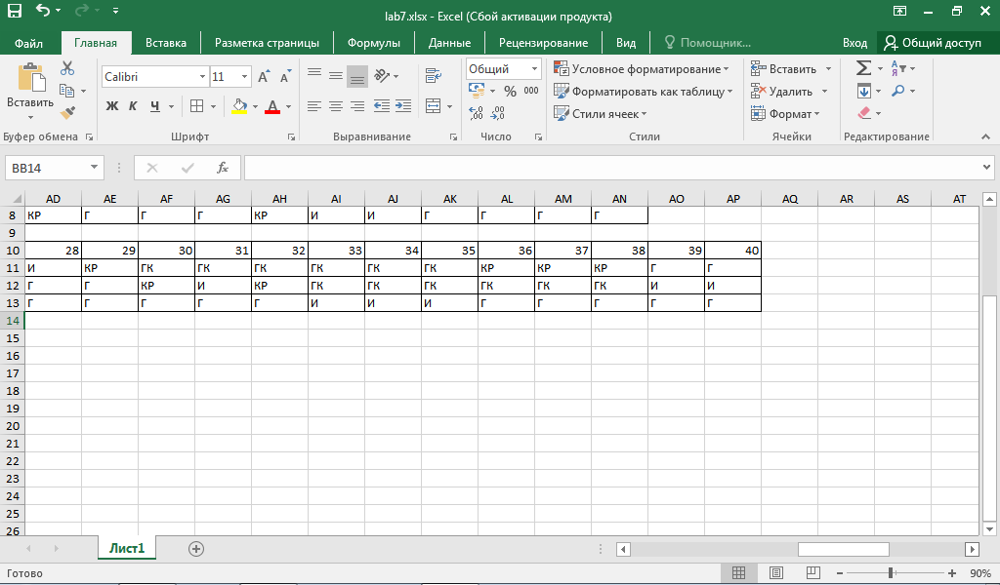 lab7.xlsx - Excel (Сбой активации продукта)
Файл Главная Вставка Разметка страницы Формулы Данные Рецензирование Вид Помощник... Вход Общий доступ
Вставить
Calibri 11
Ж К Ч А
Общий
% 000
Условное форматирование
Форматировать как таблицу
Стили ячеек
Вставить
Удалить
Формат
Буфер обмена Шрифт Выравнивание Число Стили Ячейки Редактирование
BB14 fx
AD AE AF AG AH AI AJ AK AL AM AN AO AP AQ AR AS AT
8 КР Г Г Г КР И И Г Г Г Г
9
10 28 29 30 31 32 33 34 35 36 37 38 39 40
11 И КР ГК ГК ГК ГК ГК ГК КР КР КР Г Г
12 Г Г КР И КР ГК ГК ГК ГК ГК ГК И И
13 Г Г Г Г Г И И И Г Г Г Г Г
14
15
16
17
18
19
20
21
22
23
24
25
26
Лист1
Готово 90%